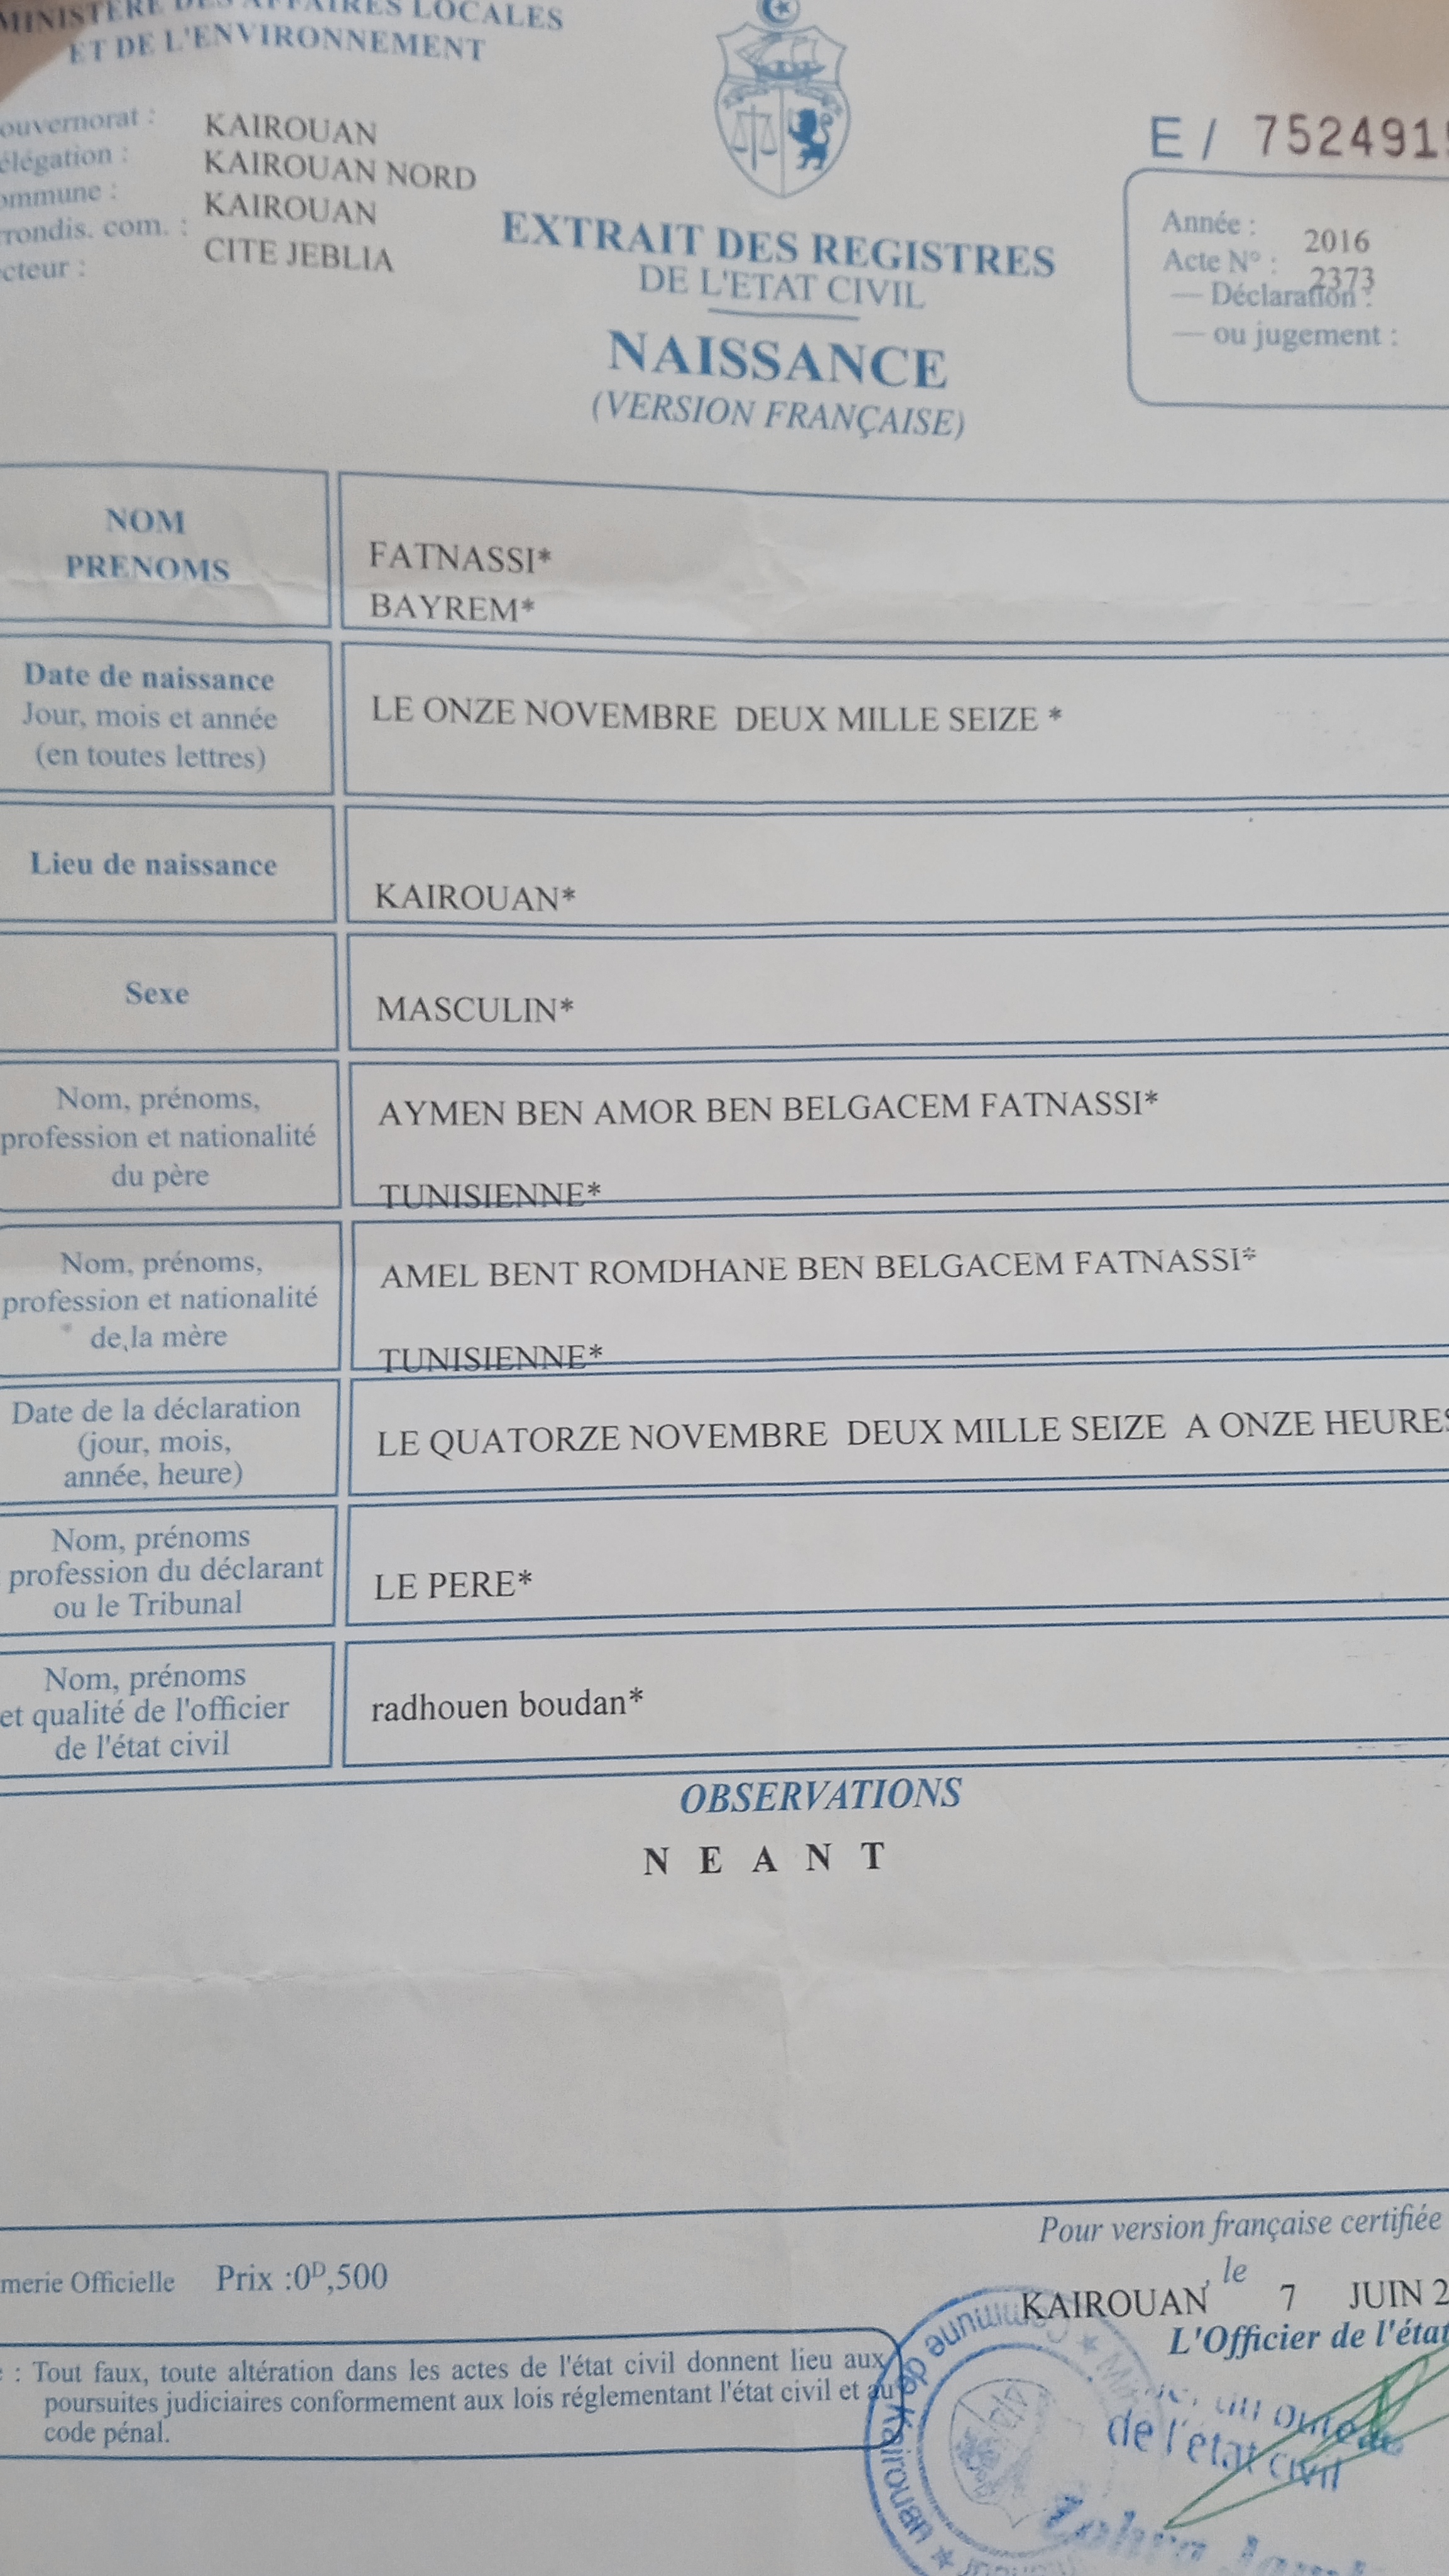 MINISTERE DES AFFAIRES LOCALES
ET DE L'ENVIRONNEMENT
ouvernorat : KAIROUAN
élégation : KAIROUAN NORD
ommune : KAIROUAN
rondis. com. :
cteur : CITE JEBLIA
EXTRAIT DES REGISTRES
DE L'ETAT CIVIL
NAISSANCE
(VERSION FRANÇAISE)
E / 752491
Année : 2016
Acte N° : 2373
— Déclaration :
— ou jugement :
NOM
PRENOMS
FATNASSI*
BAYREM*
Date de naissance
Jour, mois et année
(en toutes lettres)
LE ONZE NOVEMBRE DEUX MILLE SEIZE *
Lieu de naissance
KAIROUAN*
Sexe
MASCULIN*
Nom, prénoms,
profession et nationalité
du père
AYMEN BEN AMOR BEN BELGACEM FATNASSI*
TUNISIENNE*
Nom, prénoms,
profession et nationalité
de la mère
AMEL BENT ROMDHANE BEN BELGACEM FATNASSI*
TUNISIENNE*
Date de la déclaration
(jour, mois,
année, heure)
LE QUATORZE NOVEMBRE DEUX MILLE SEIZE A ONZE HEURES
Nom, prénoms
profession du déclarant
ou le Tribunal
LE PERE*
Nom, prénoms
et qualité de l'officier
de l'état civil
radhouen boudan*
OBSERVATIONS
N E A N T
Pour version française certifiée
merie Officielle Prix :0ᴰ,500
KAIROUAN, le 7 JUIN 2
L'Officier de l'état
: Tout faux, toute altération dans les actes de l'état civil donnent lieu aux
poursuites judiciaires conformement aux lois réglementant l'état civil et au
code pénal.
Commune de Kairouan
de l'état civil